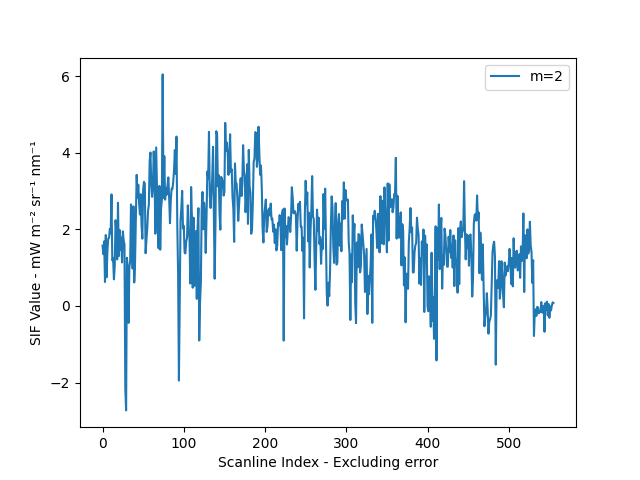 m=2
6
4
2
0
−2
0 100 200 300 400 500
SIF Value - mW m⁻² sr⁻¹ nm⁻¹
Scanline Index - Excluding error